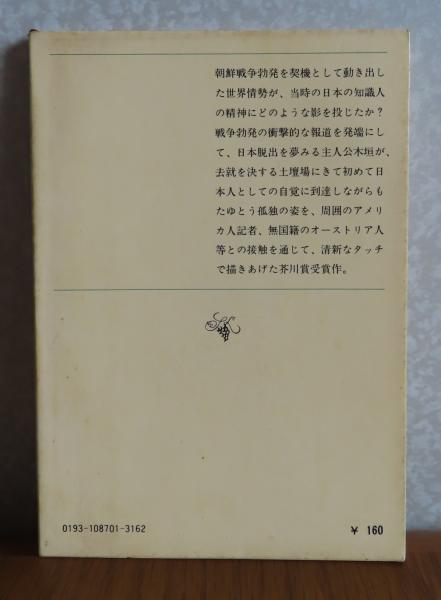 朝鮮戦争勃発を契機として動き出し
た世界情勢が、当時の日本の知識人
の精神にどのような影を投じたか?
戦争勃発の衝撃的な報道を発端にし
て、日本脱出を夢みる主人公木垣が、
去就を決する土壇場にきて初めて日
本人としての自覚に到達しながらも
たゆとう孤独の姿を、周囲のアメリ
カ人記者、無国籍のオーストリア人
等との接触を通じて、清新なタッチ
で描きあげた芥川賞受賞作。
0193-108701-3162
¥ 160